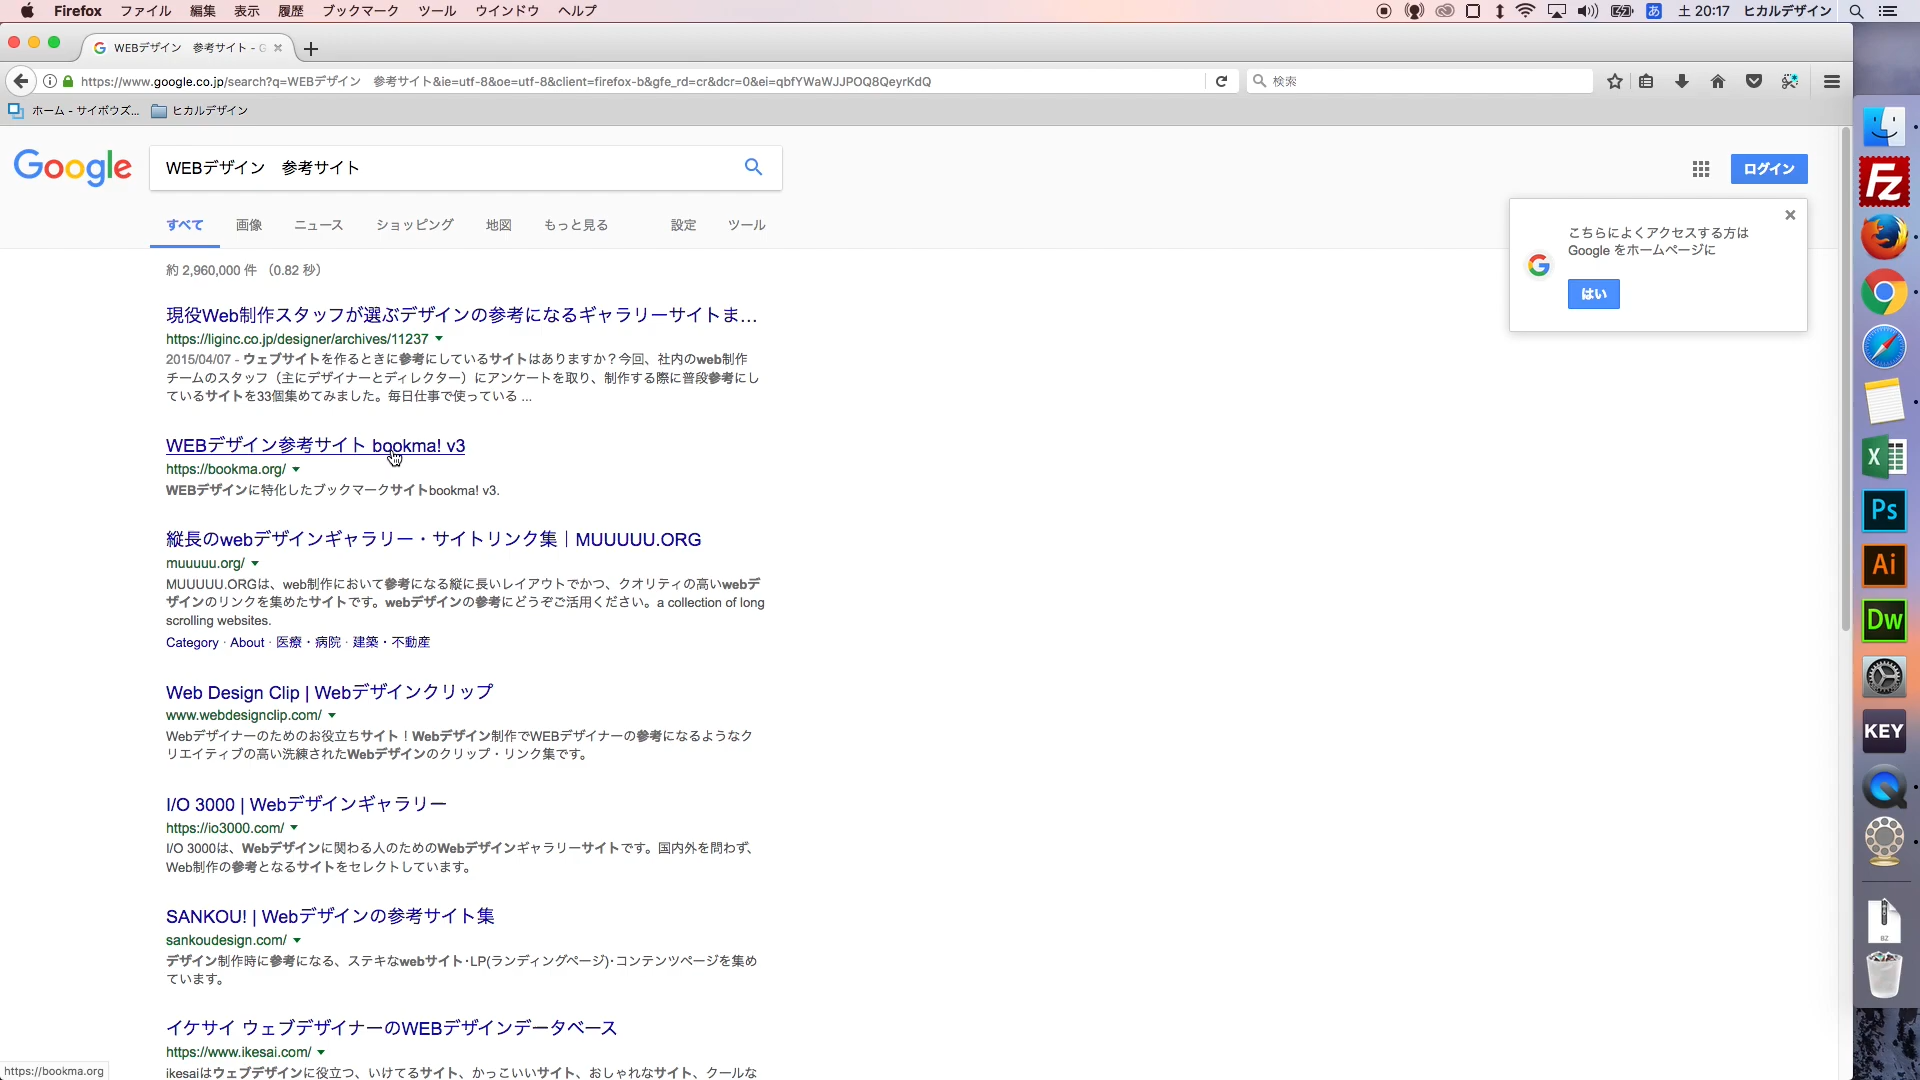 Firefox ファイル 編集 表示 履歴 ブックマーク ツール ウインドウ ヘルプ あ 土 20:17 ヒカルデザイン
WEBデザイン　参考サイト - G
https://www.google.co.jp/search?q=WEBデザイン　参考サイト&ie=utf-8&oe=utf-8&client=firefox-b&gfe_rd=cr&dcr=0&ei=qbfYWaWJJPOQ8QeyrKdQ 検索
ホーム - サイボウズ... ヒカルデザイン
Google WEBデザイン　参考サイト ログイン
すべて 画像 ニュース ショッピング 地図 もっと見る 設定 ツール
こちらによくアクセスする方は
Google をホームページに
はい
約 2,960,000 件 （0.82 秒）
現役Web制作スタッフが選ぶデザインの参考になるギャラリーサイトま...
https://liginc.co.jp/designer/archives/11237
2015/04/07 - ウェブサイトを作るときに参考にしているサイトはありますか？今回、社内のweb制作
チームのスタッフ（主にデザイナーとディレクター）にアンケートを取り、制作する際に普段参考にし
ているサイトを33個集めてみました。毎日仕事で使っている ...
WEBデザイン参考サイト bookma! v3
https://bookma.org/
WEBデザインに特化したブックマークサイトbookma! v3.
縦長のwebデザインギャラリー・サイトリンク集｜MUUUUU.ORG
muuuuu.org/
MUUUUU.ORGは、web制作において参考になる縦に長いレイアウトでかつ、クオリティの高いwebデ
ザインのリンクを集めたサイトです。webデザインの参考にどうぞご活用ください。a collection of long
scrolling websites.
Category · About · 医療・病院 · 建築・不動産
Web Design Clip | Webデザインクリップ
www.webdesignclip.com/
Webデザイナーのためのお役立ちサイト！Webデザイン制作でWEBデザイナーの参考になるようなク
リエイティブの高い洗練されたWebデザインのクリップ・リンク集です。
I/O 3000 | Webデザインギャラリー
https://io3000.com/
I/O 3000は、Webデザインに関わる人のためのWebデザインギャラリーサイトです。国内外を問わず、
Web制作の参考となるサイトをセレクトしています。
SANKOU! | Webデザインの参考サイト集
sankoudesign.com/
デザイン制作時に参考になる、ステキなwebサイト･LP(ランディングページ)･コンテンツページを集め
ています。
イケサイ ウェブデザイナーのWEBデザインデータベース
https://www.ikesai.com/
ikesaiはウェブデザインに役立つ、いけてるサイト、かっこいいサイト、おしゃれなサイト、クールな
https://bookma.org
Fz
X
Ps
Ai
Dw
KEY
BZ